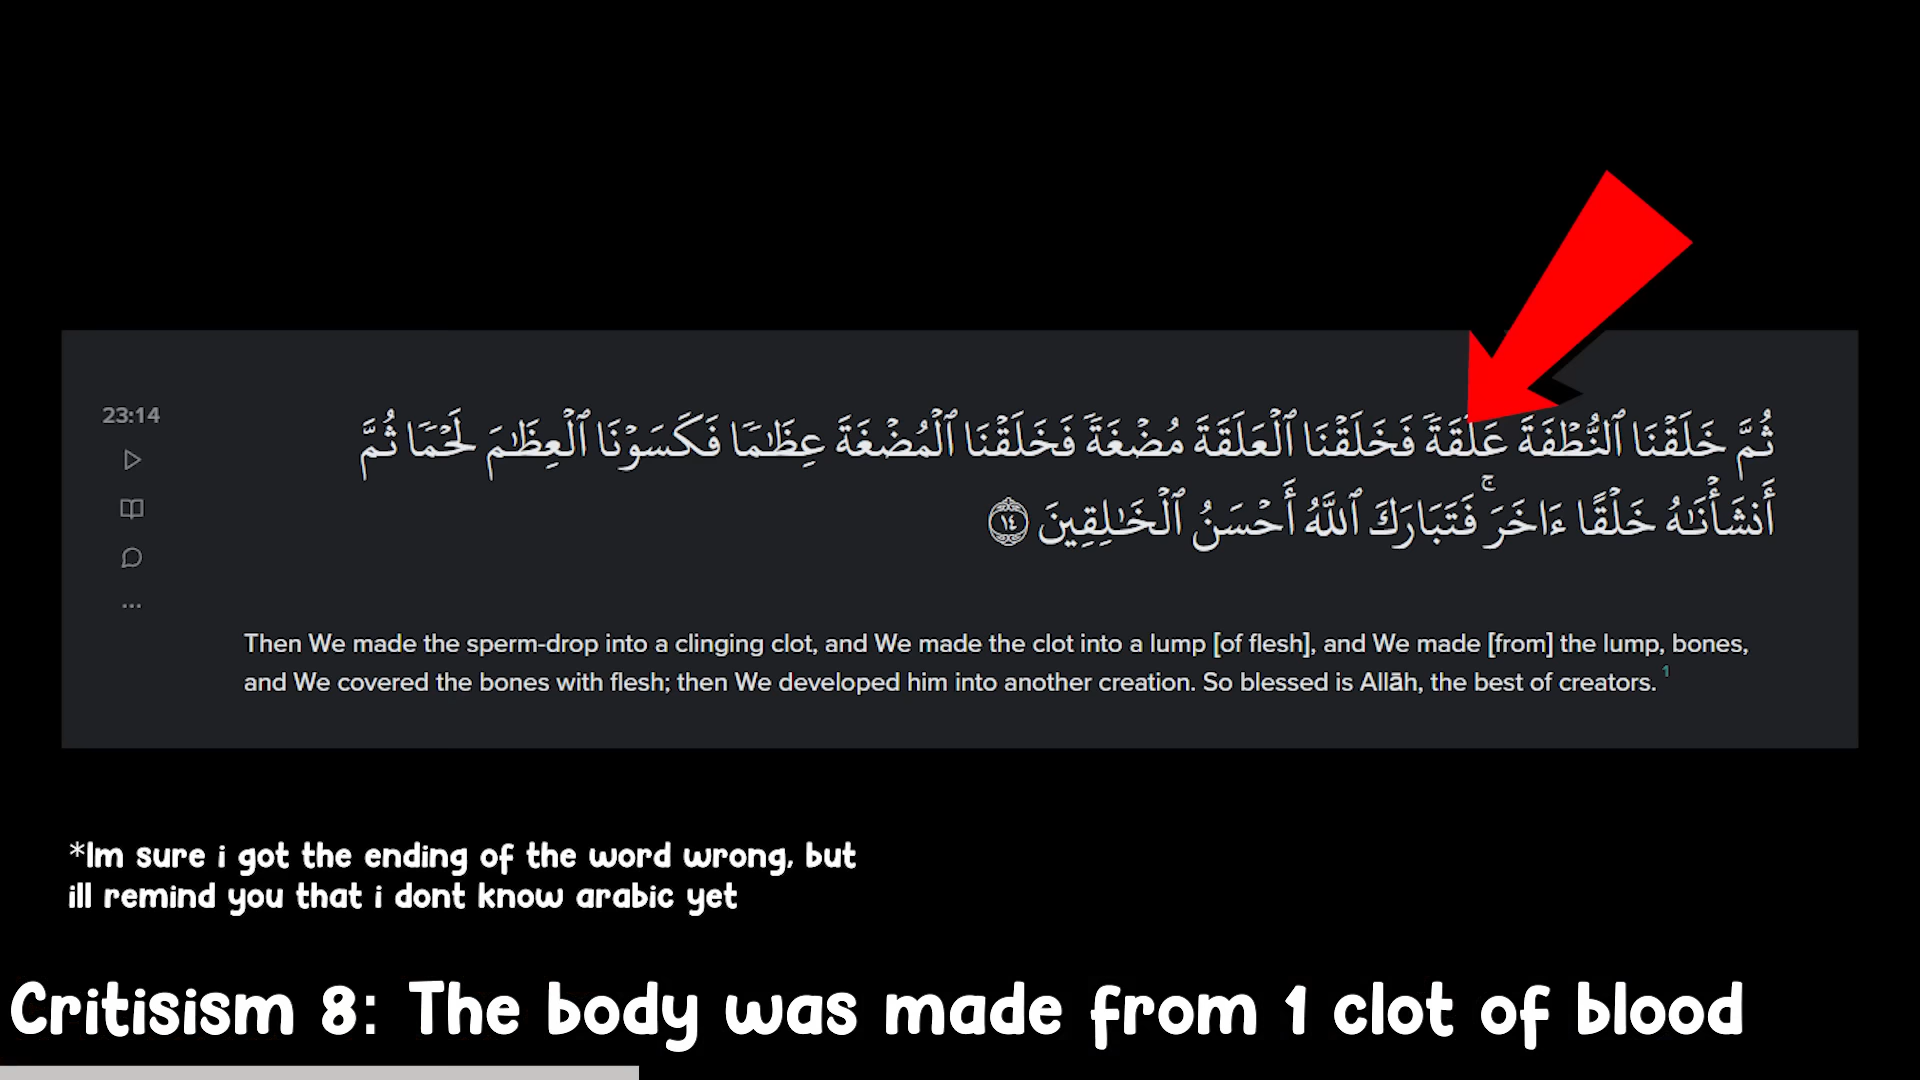 23:14
ثُمَّ خَلَقْنَا ٱلنُّطْفَةَ عَلَقَةً فَخَلَقْنَا ٱلْعَلَقَةَ مُضْغَةً فَخَلَقْنَا ٱلْمُضْغَةَ عِظَـٰمًا فَكَسَوْنَا ٱلْعِظَـٰمَ لَحْمًا ثُمَّ
أَنشَأْنَـٰهُ خَلْقًا ءَاخَرَ ۚ فَتَبَارَكَ ٱللَّهُ أَحْسَنُ ٱلْخَـٰلِقِينَ ١٤
Then We made the sperm-drop into a clinging clot, and We made the clot into a lump [of flesh], and We made [from] the lump, bones,
and We covered the bones with flesh; then We developed him into another creation. So blessed is Allāh, the best of creators. 1
*Im sure i got the ending of the word wrong, but
ill remind you that i dont know arabic yet
Critisism 8: The body was made from 1 clot of blood